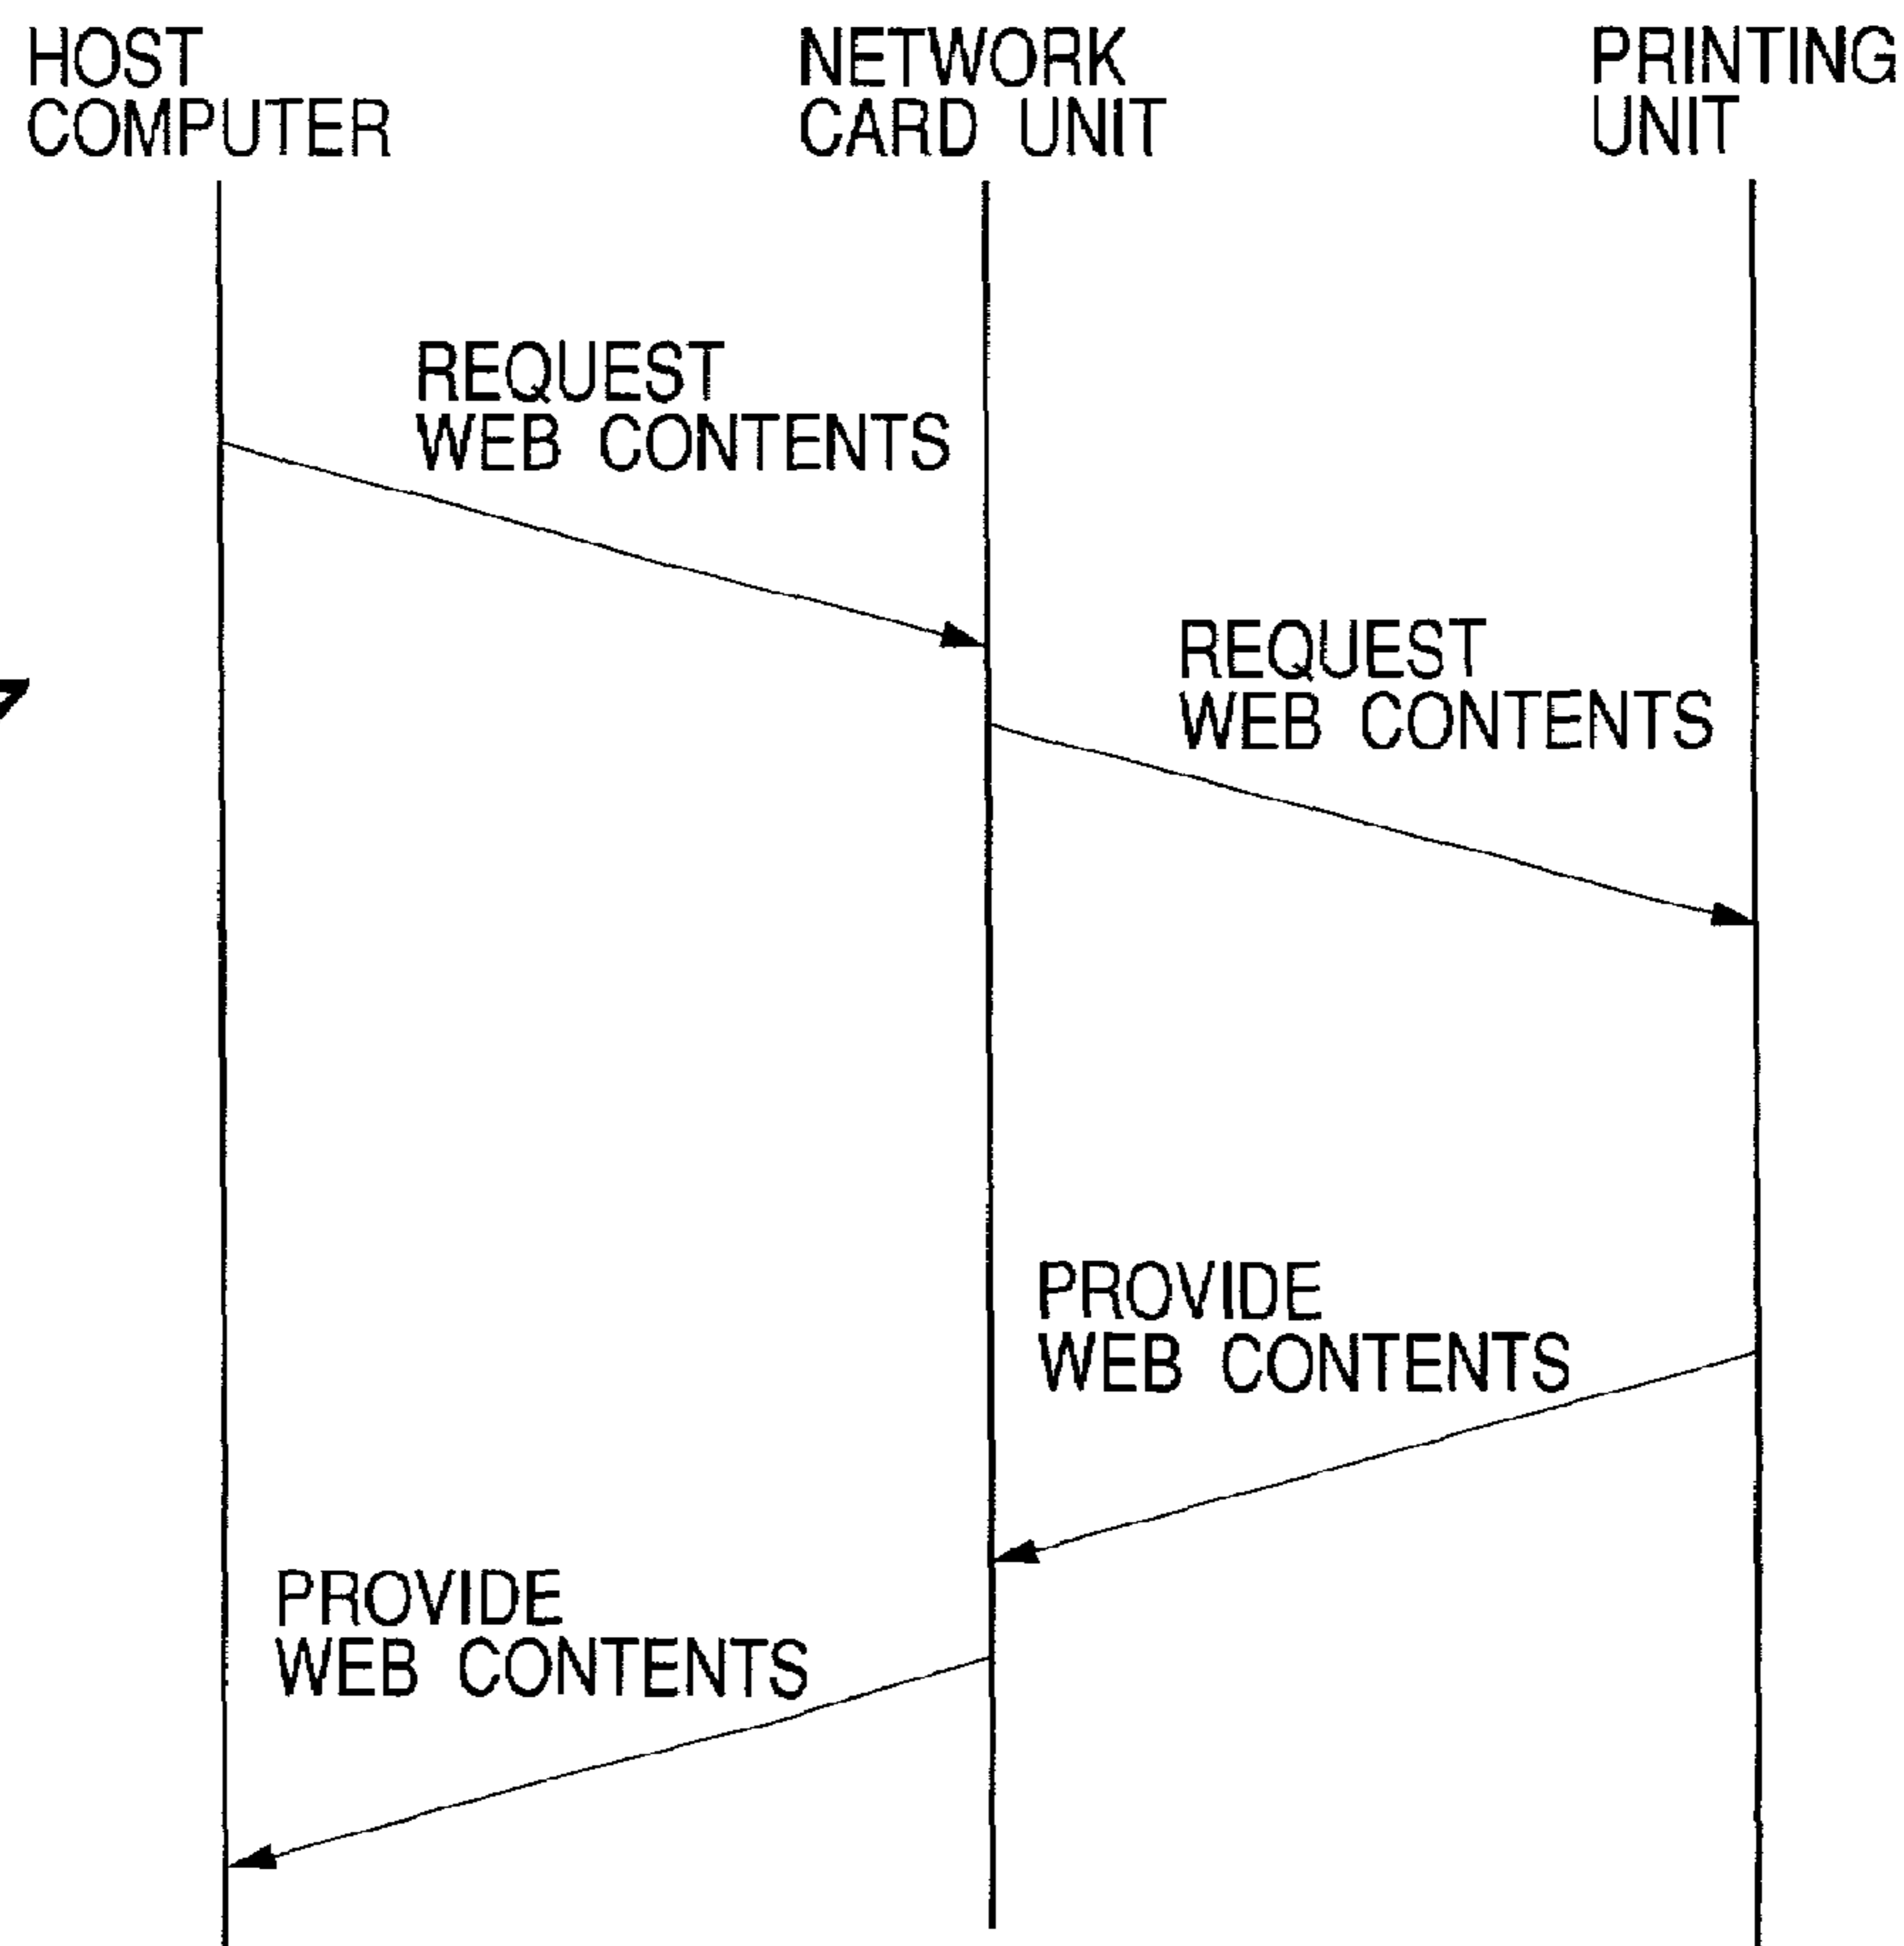 HOST
COMPUTER
NETWORK
CARD UNIT
PRINTING
UNIT
REQUEST
WEB CONTENTS
REQUEST
WEB CONTENTS
PROVIDE
WEB CONTENTS
PROVIDE
WEB CONTENTS